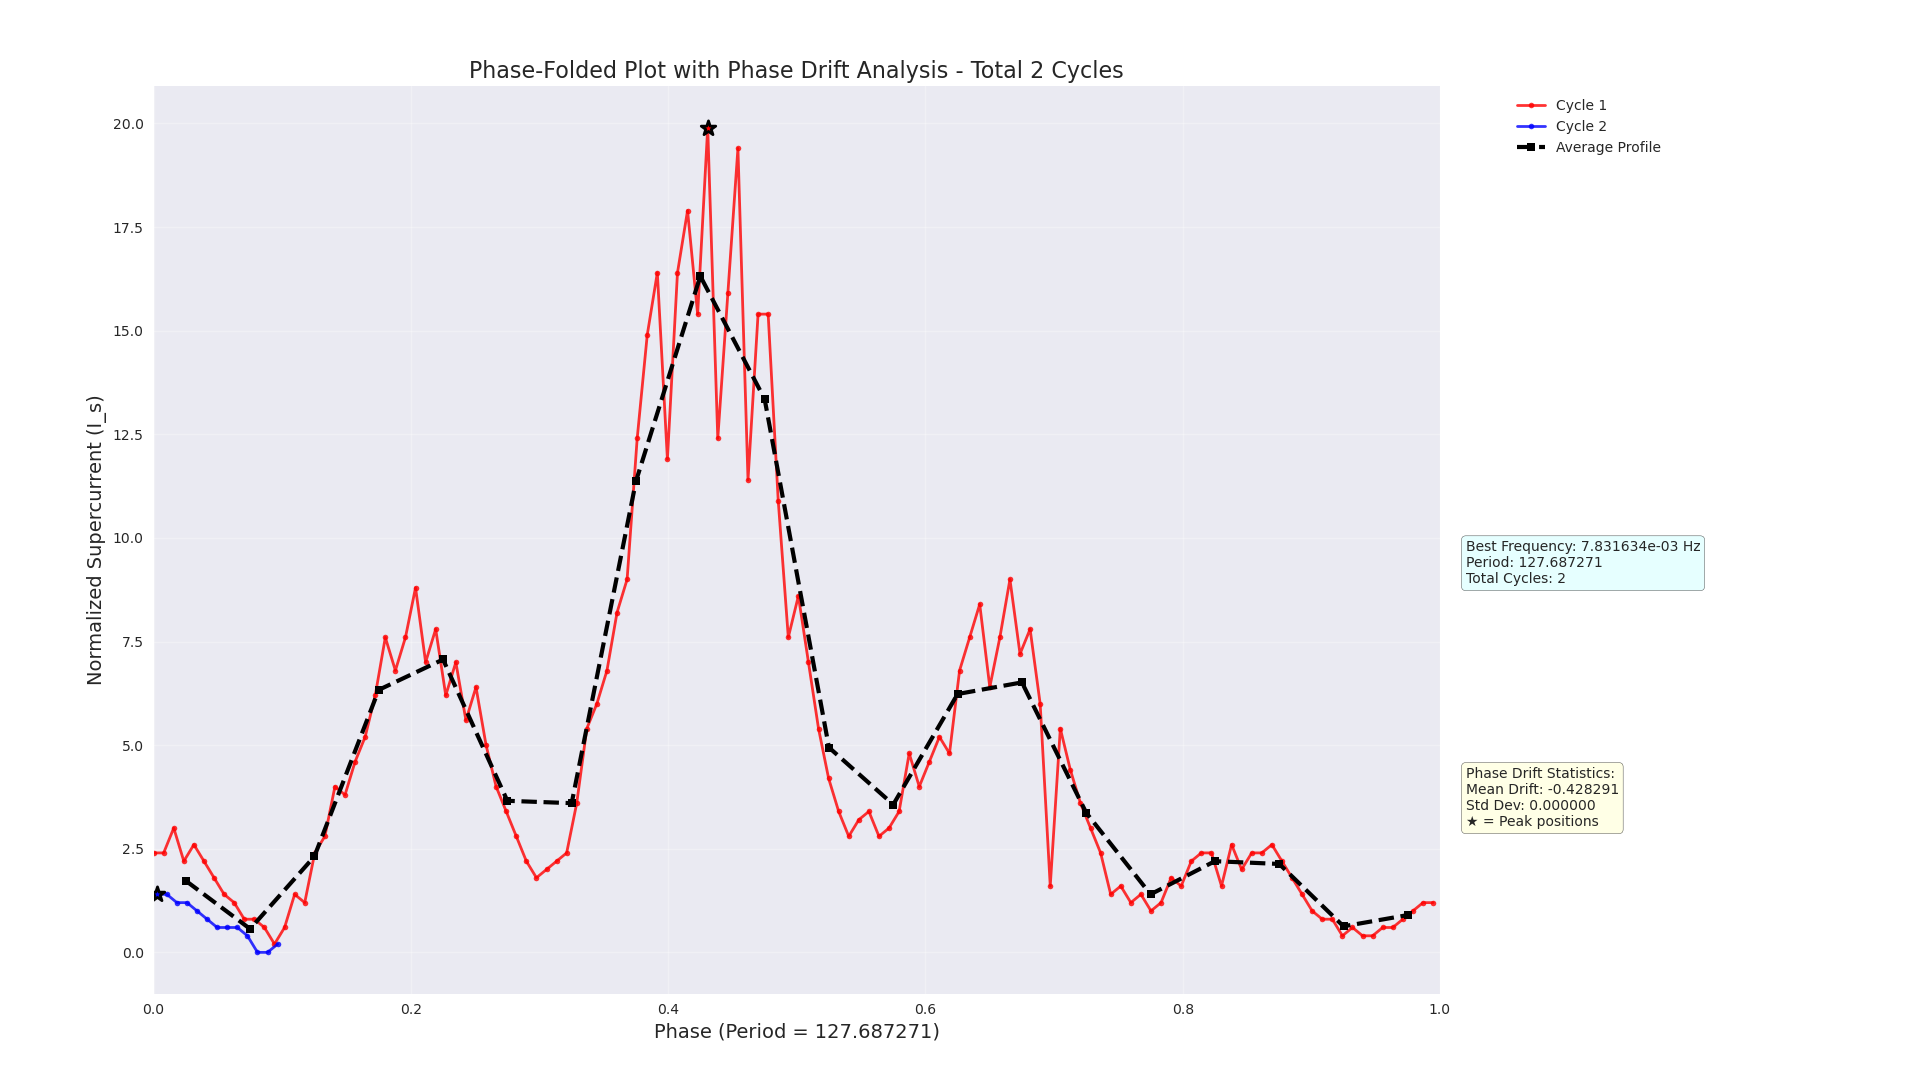 Phase-Folded Plot with Phase Drift Analysis - Total 2 Cycles
Cycle 1
Cycle 2
Average Profile
20.0
17.5
15.0
12.5
10.0
7.5
5.0
2.5
0.0
Normalized Supercurrent (I_s)
0.0
0.2
0.4
0.6
0.8
1.0
Phase (Period = 127.687271)
Best Frequency: 7.831634e-03 Hz
Period: 127.687271
Total Cycles: 2
Phase Drift Statistics:
Mean Drift: -0.428291
Std Dev: 0.000000
★ = Peak positions